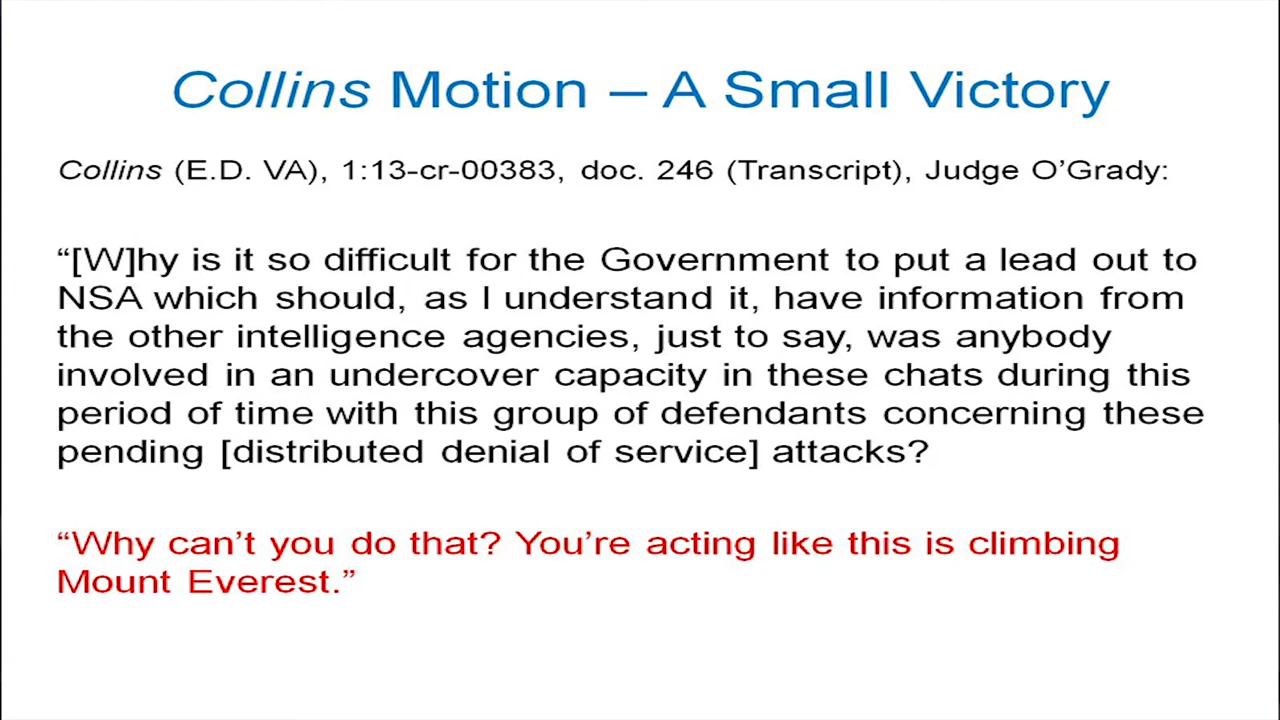 Collins Motion – A Small Victory
Collins (E.D. VA), 1:13-cr-00383, doc. 246 (Transcript), Judge O’Grady:
“[W]hy is it so difficult for the Government to put a lead out to
NSA which should, as I understand it, have information from
the other intelligence agencies, just to say, was anybody
involved in an undercover capacity in these chats during this
period of time with this group of defendants concerning these
pending [distributed denial of service] attacks?
“Why can’t you do that? You’re acting like this is climbing
Mount Everest.”